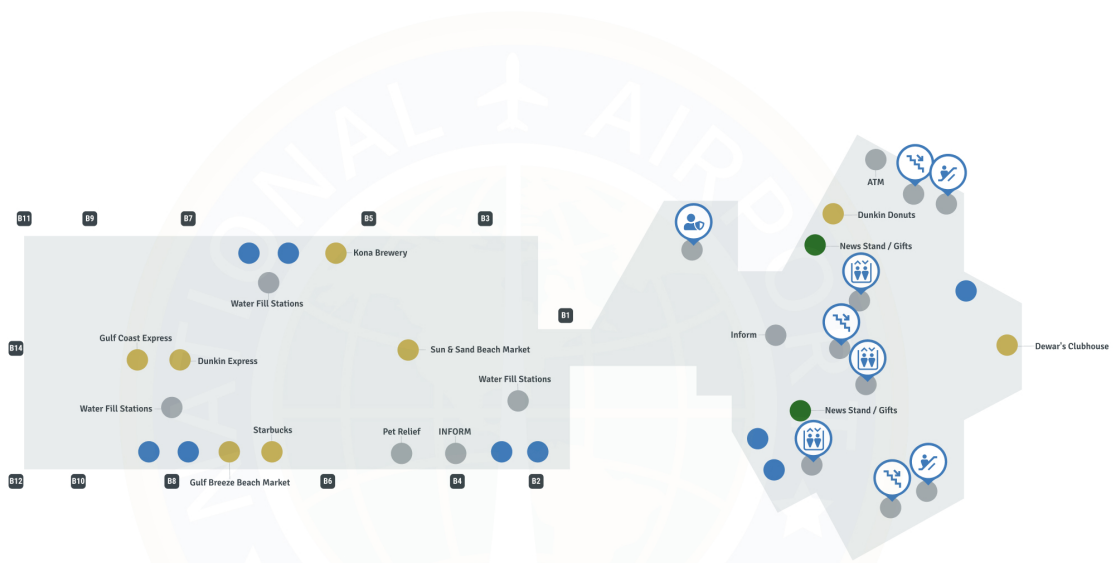 NATIONAL AIRPORT
ATM
Dunkin Donuts
News Stand / Gifts
B11
B9
B7
B5
B3
Kona Brewery
Water Fill Stations
B1
Inform
Gulf Coast Express
B14
Dunkin Express
Sun & Sand Beach Market
Dewar's Clubhouse
Water Fill Stations
Water Fill Stations
News Stand / Gifts
Starbucks
Pet Relief
INFORM
B12
B10
B8
Gulf Breeze Beach Market
B6
B4
B2